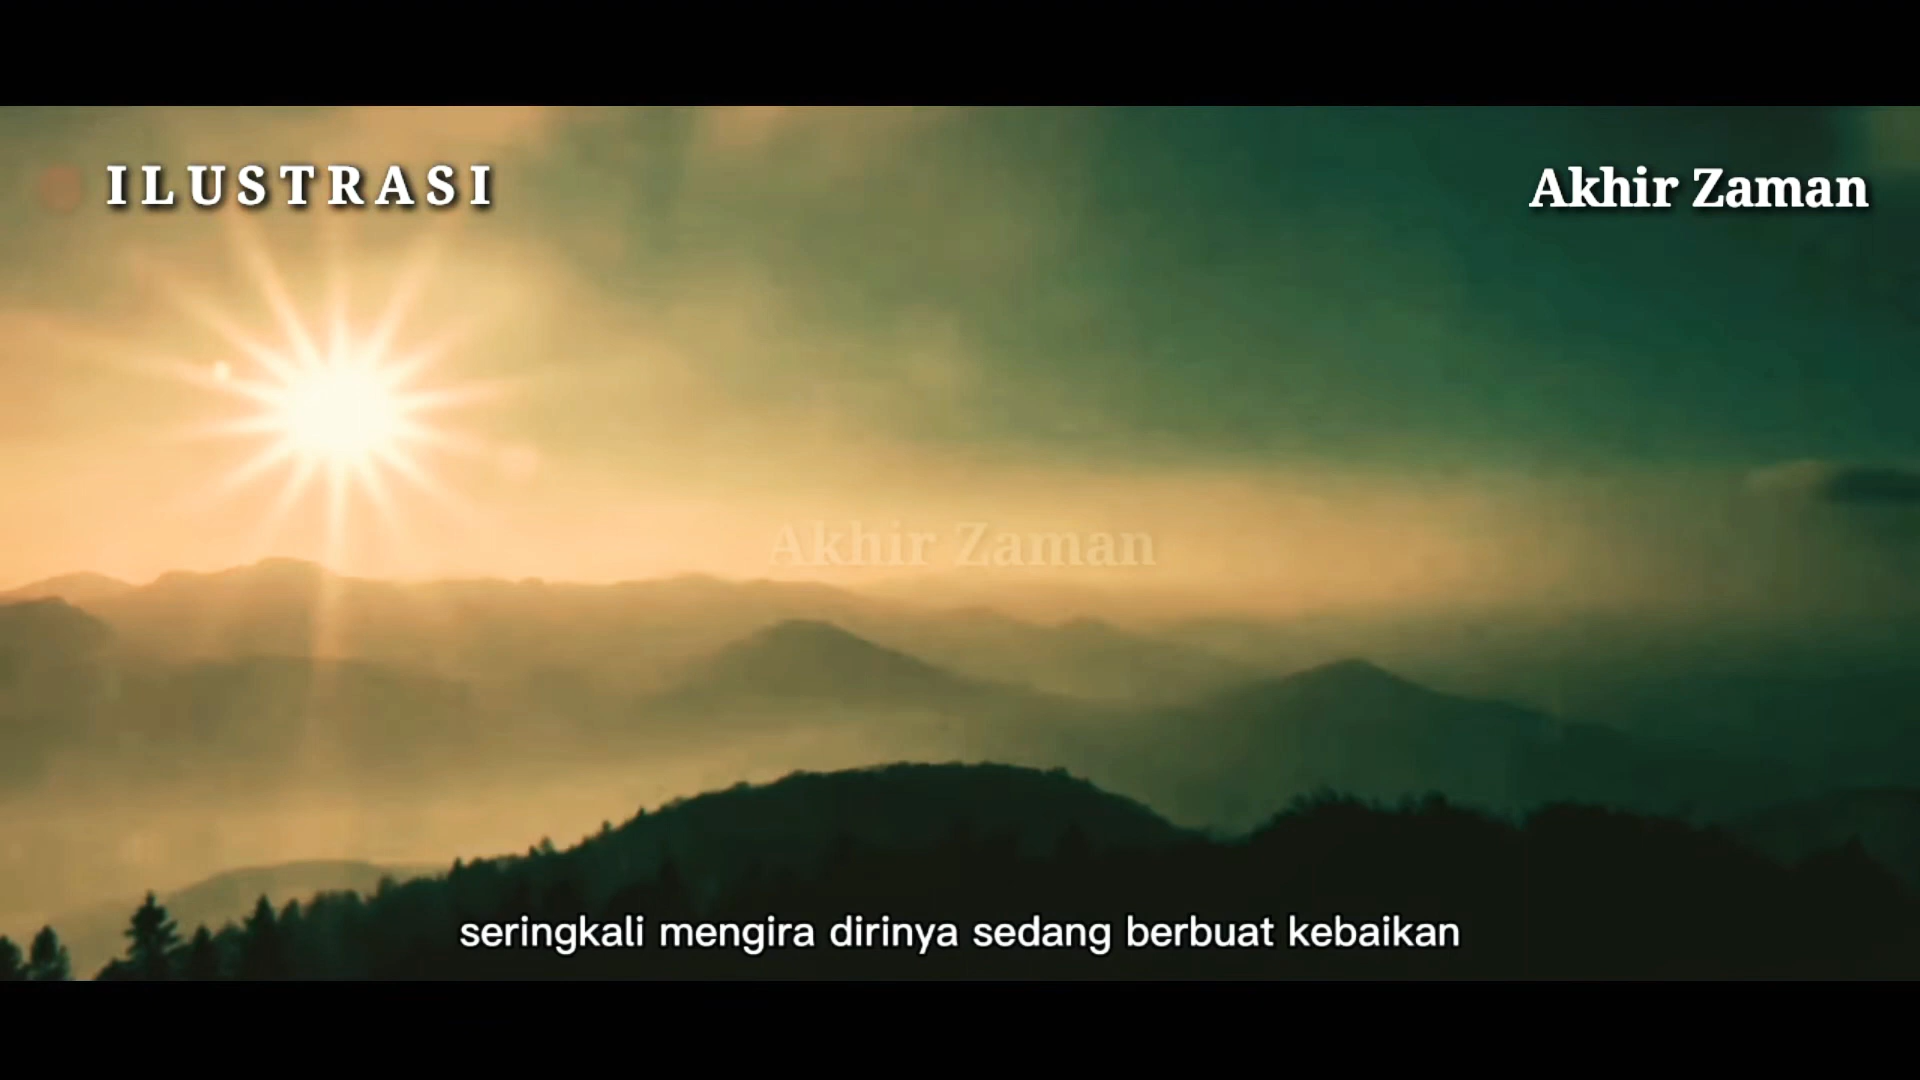 ILUSTRASI
Akhir Zaman
Akhir Zaman
seringkali mengira dirinya sedang berbuat kebaikan